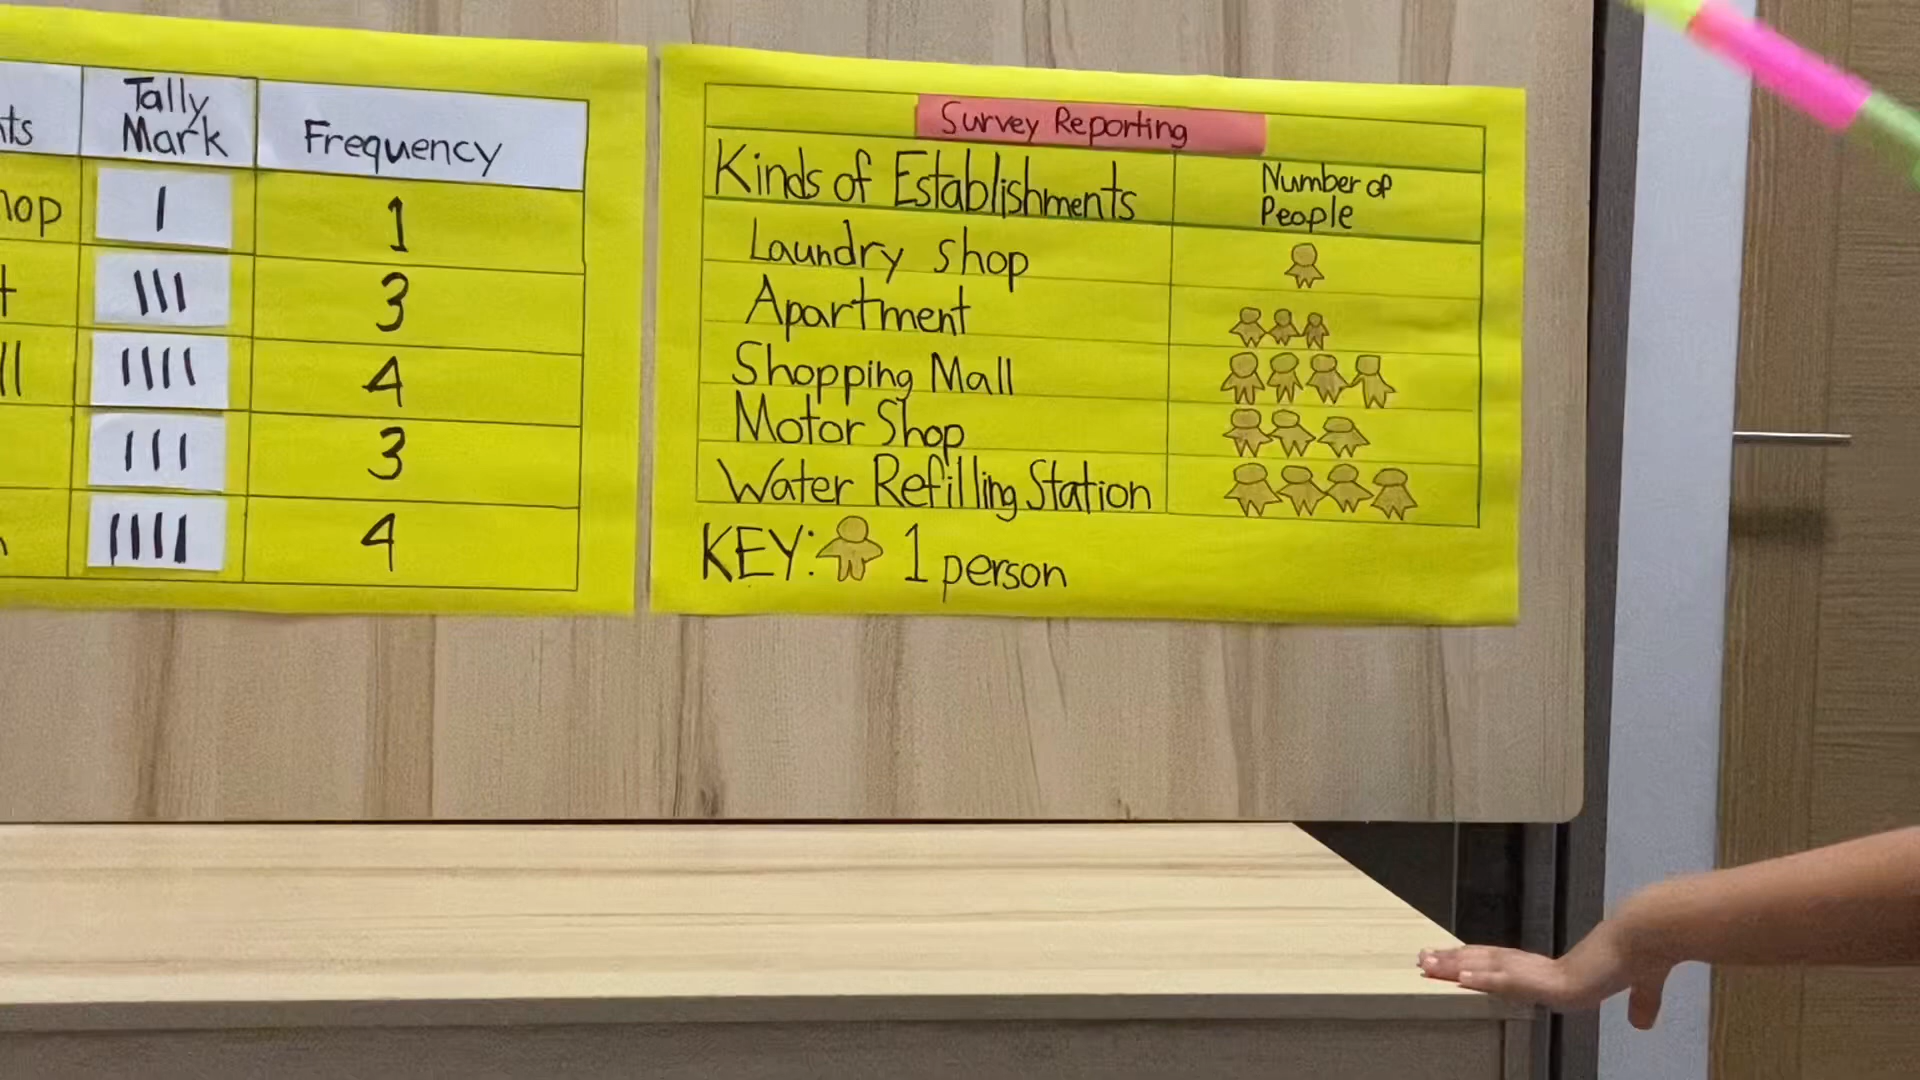 Tally
Mark
Frequency
1
3
4
3
4
Survey Reporting
Kinds of Establishments
Number of
People
Laundry shop
Apartment
Shopping Mall
Motor Shop
Water Refilling Station
KEY: 1 person